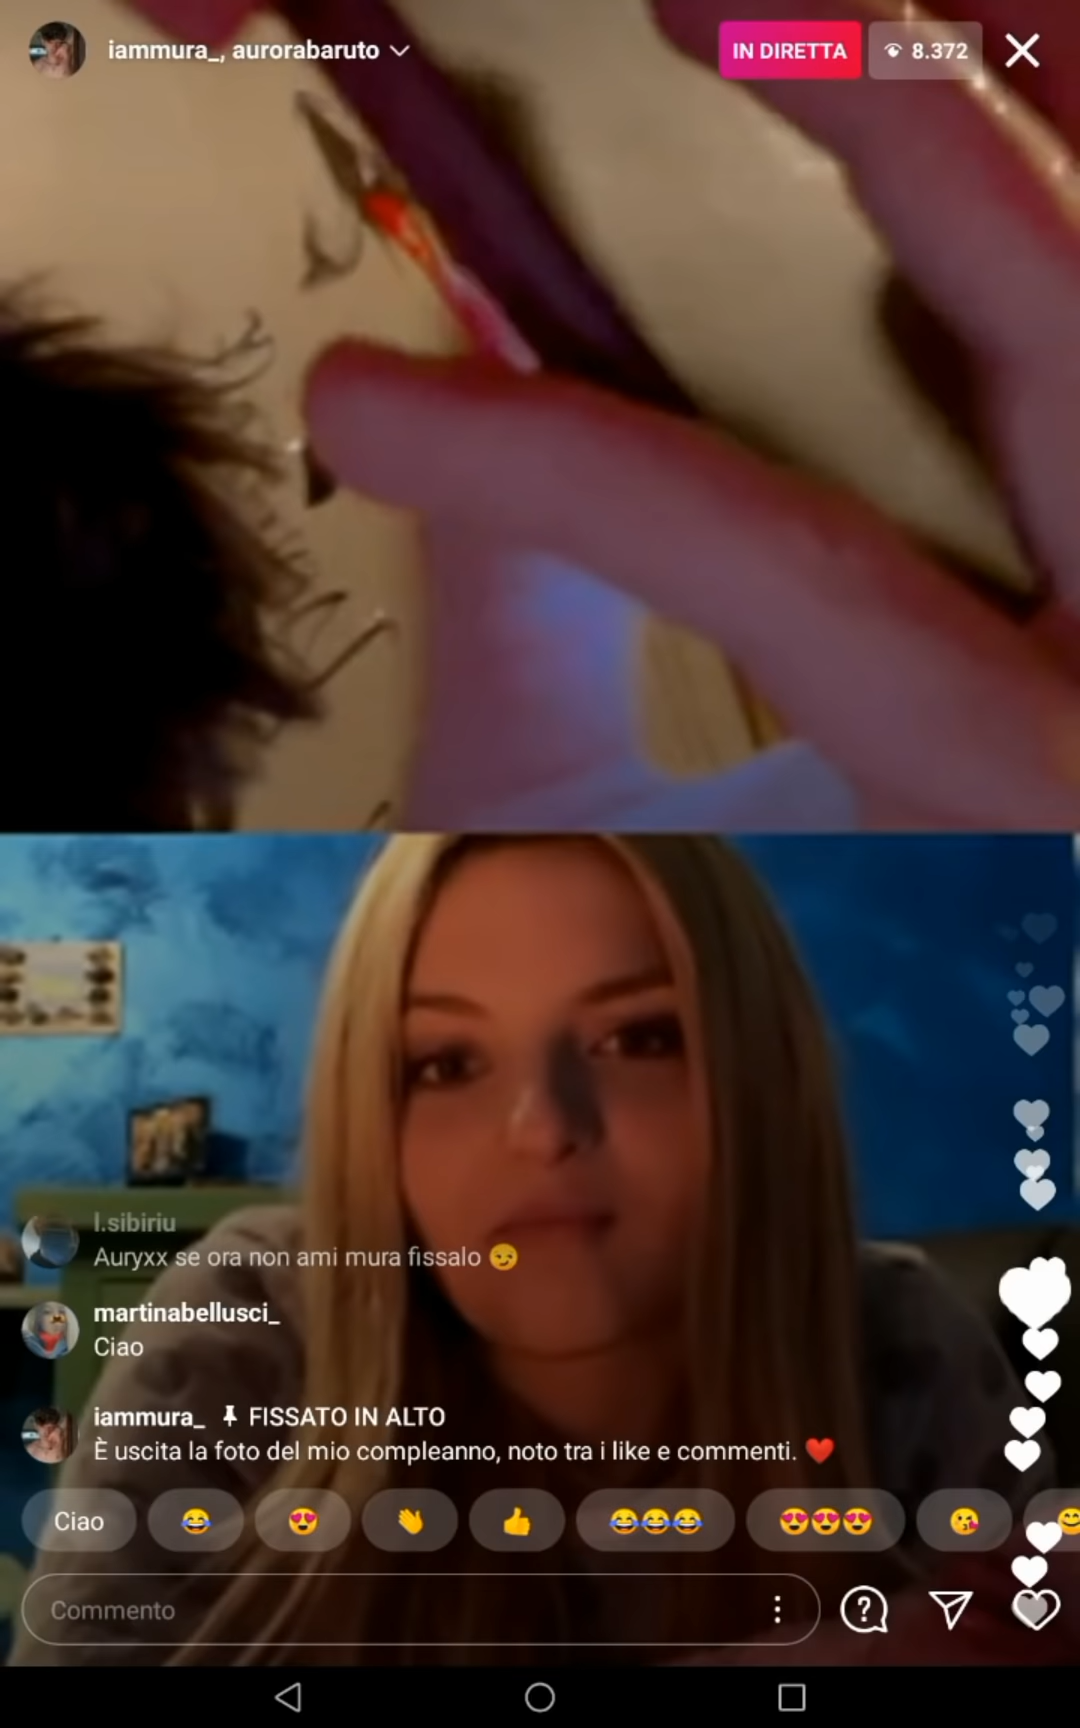 iammura_, aurorabaruto
IN DIRETTA
8.372
l.sibiriu
Auryxx se ora non ami mura fissalo 😏
martinabellusci_
Ciao
iammura_ FISSATO IN ALTO
È uscita la foto del mio compleanno, noto tra i like e commenti. ❤️
Ciao 😂 😍 👋 👍 😂😂😂 😍😍😍 😘 😊
Commento